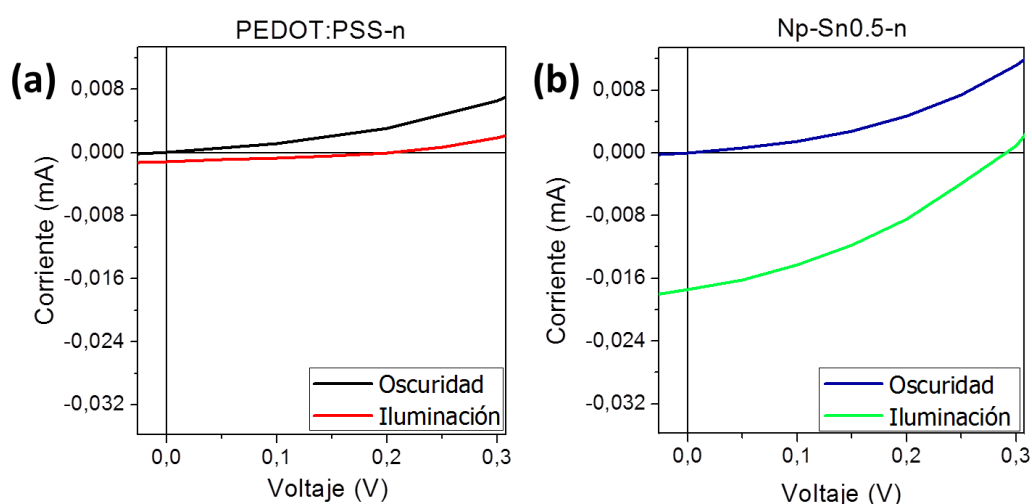 (a)
PEDOT:PSS-n
Corriente (mA)
0,008
0,000
-0,008
-0,016
-0,024
-0,032
Oscuridad
Iluminación
0,0 0,1 0,2 0,3
Voltaje (V)
(b)
Np-Sn0.5-n
Corriente (mA)
0,008
0,000
-0,008
-0,016
-0,024
-0,032
Oscuridad
Iluminación
0,0 0,1 0,2 0,3
Voltaje (V)